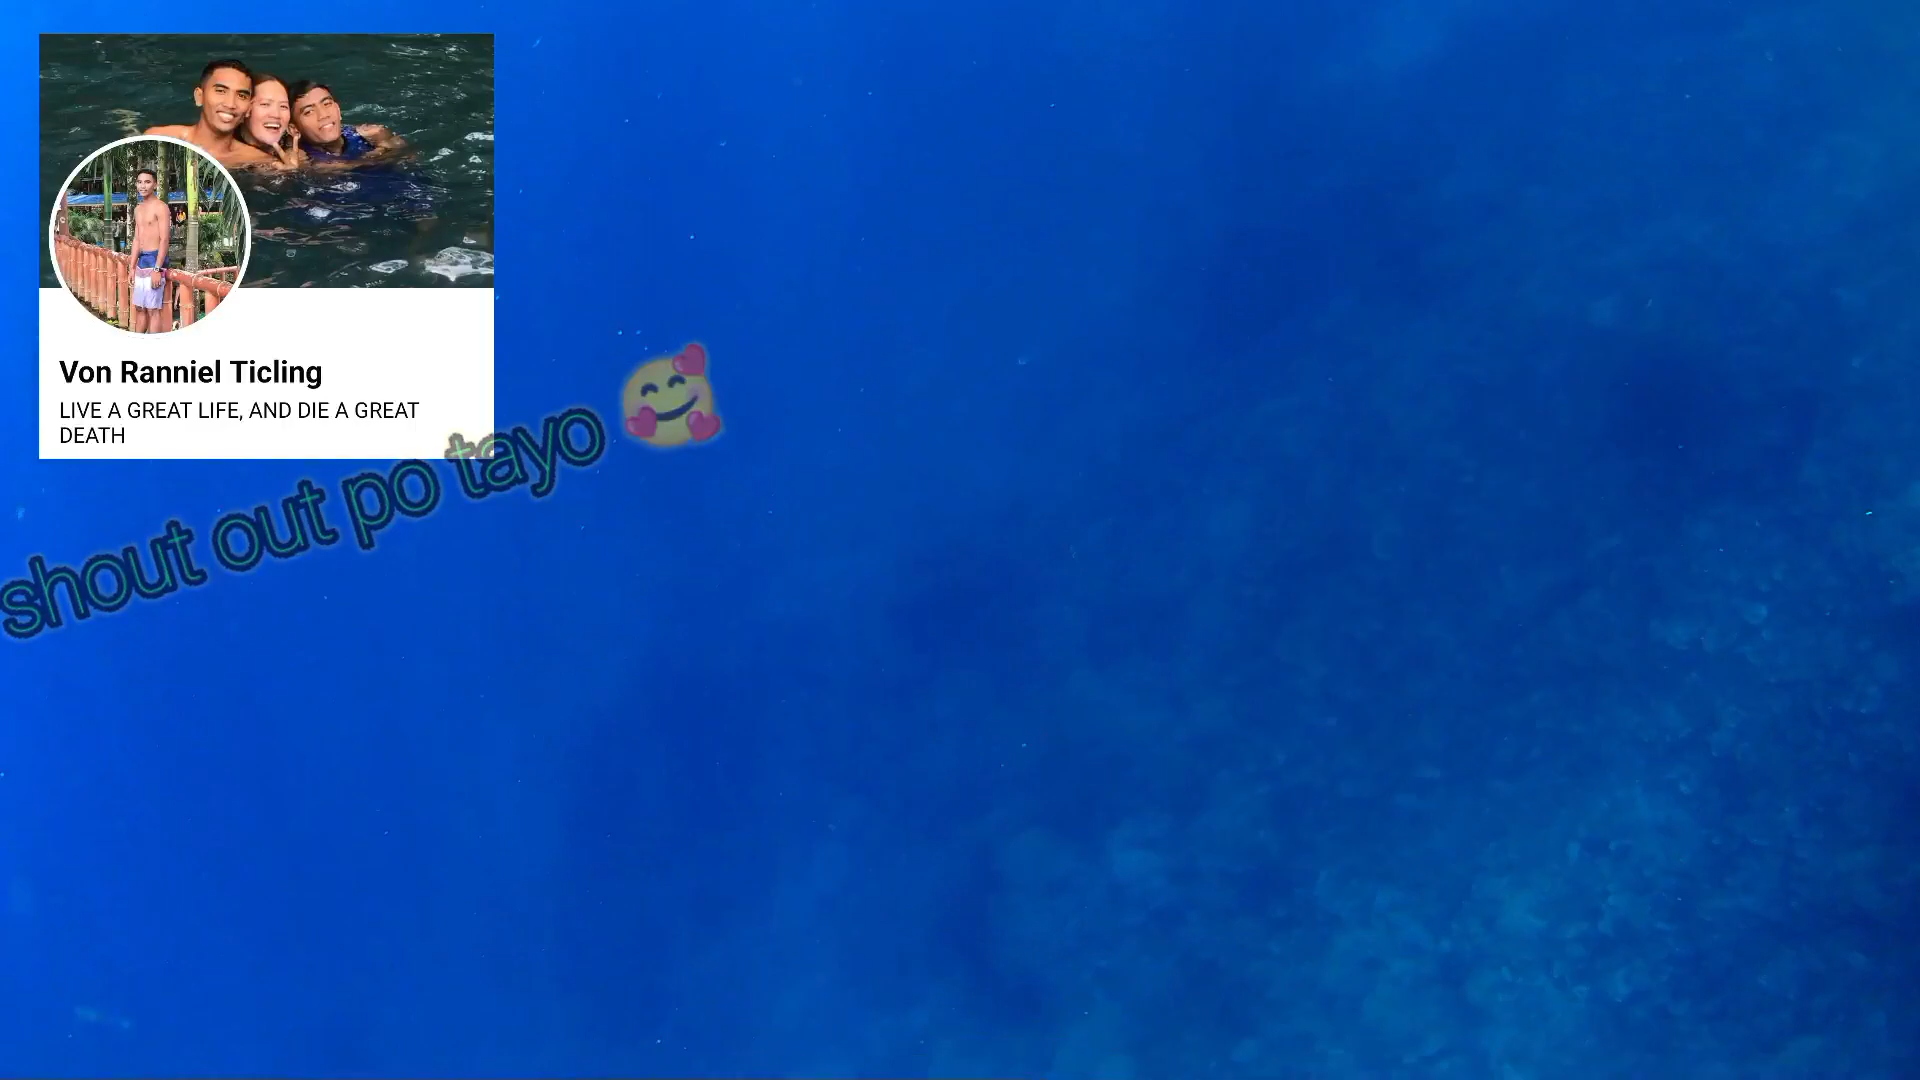 Von Ranniel Ticling
LIVE A GREAT LIFE, AND DIE A GREAT
DEATH
shout out po tayo 🥰